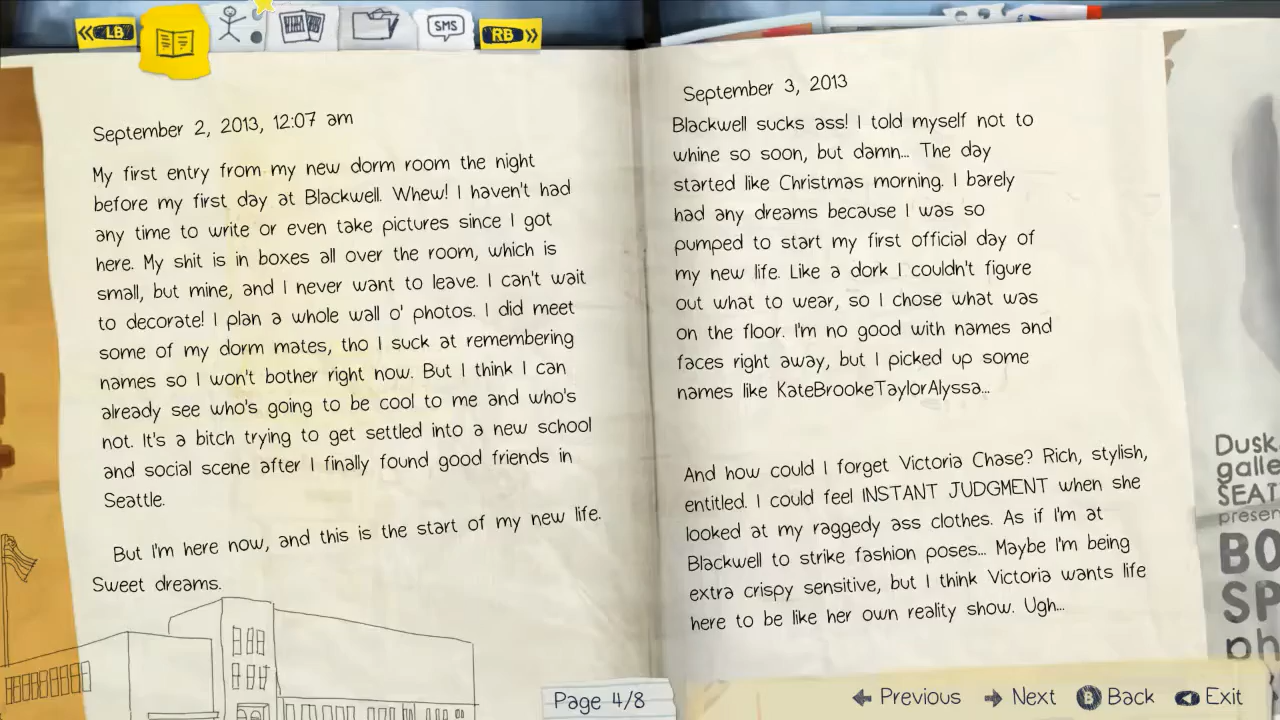 LB
SMS
RB
September 2, 2013, 12:07 am
My first entry from my new dorm room the night
before my first day at Blackwell. Whew! I haven't had
any time to write or even take pictures since I got
here. My shit is in boxes all over the room, which is
small, but mine, and I never want to leave. I can't wait
to decorate! I plan a whole wall o' photos. I did meet
some of my dorm mates, tho I suck at remembering
names so I won't bother right now. But I think I can
already see who's going to be cool to me and who's
not. It's a bitch trying to get settled into a new school
and social scene after I finally found good friends in
Seattle.
But I'm here now, and this is the start of my new life.
Sweet dreams.
September 3, 2013
Blackwell sucks ass! I told myself not to
whine so soon, but damn... The day
started like Christmas morning. I barely
had any dreams because I was so
pumped to start my first official day of
my new life. Like a dork I couldn't figure
out what to wear, so I chose what was
on the floor. I'm no good with names and
faces right away, but I picked up some
names like KateBrookeTaylorAlyssa...
And how could I forget Victoria Chase? Rich, stylish,
entitled. I could feel INSTANT JUDGMENT when she
looked at my raggedy ass clothes. As if I'm at
Blackwell to strike fashion poses... Maybe I'm being
extra crispy sensitive, but I think Victoria wants life
here to be like her own reality show. Ugh...
Dusk
galle
SEAT
presen
BO
SP
ph
Page 4/8
Previous
Next
B Back
Exit